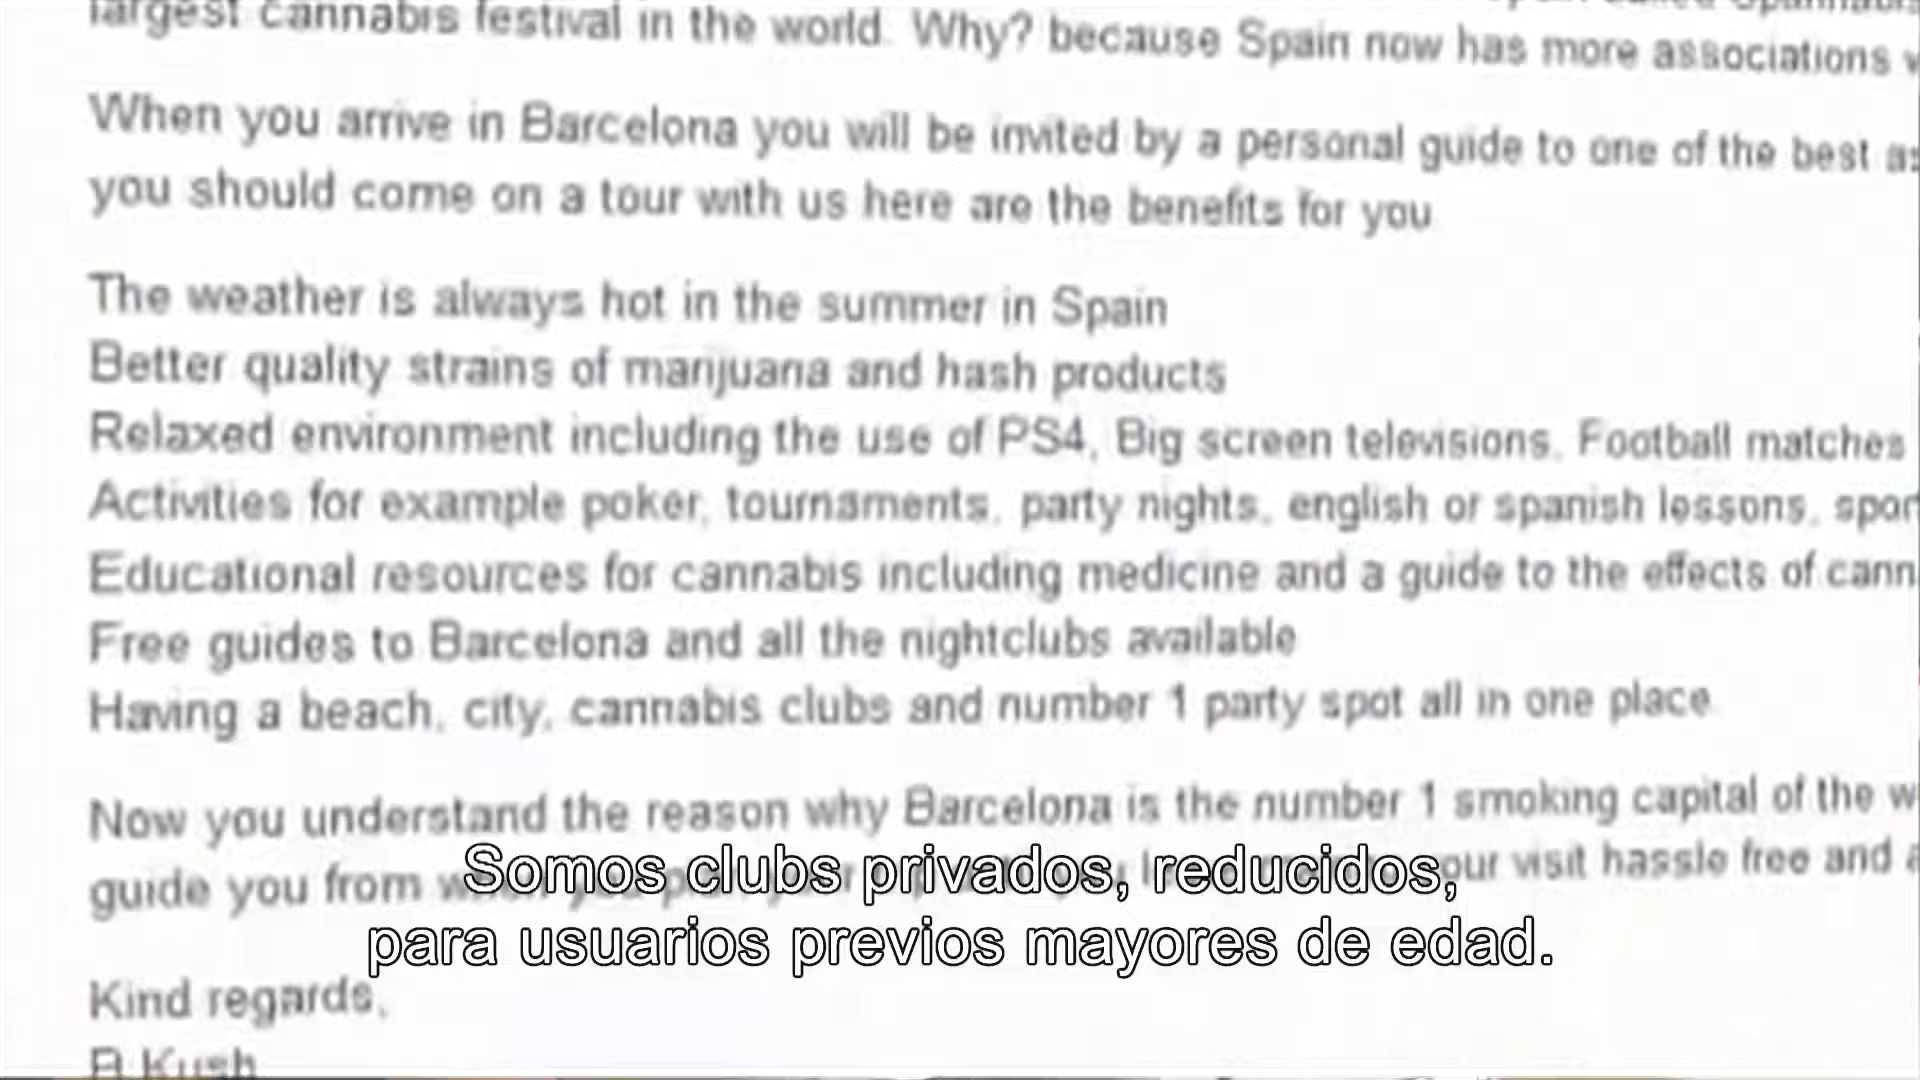 largest cannabis festival in the world. Why? because Spain now has more associations
When you arrive in Barcelona you will be invited by a personal guide to one of the best
you should come on a tour with us here are the benefits for you
The weather is always hot in the summer in Spain
Better quality strains of marijuana and hash products
Relaxed environment including the use of PS4, Big screen televisions, Football matches
Activities for example poker, tournaments, party nights, english or spanish lessons,
Educational resources for cannabis including medicine and a guide to the effects of
Free guides to Barcelona and all the nightclubs available
Having a beach, city, cannabis clubs and number 1 party spot all in one place
Now you understand the reason why Barcelona is the number 1 smoking capital of the
guide you from your visit hassle free and
Somos clubs privados, reducidos,
para usuarios previos mayores de edad.
Kind regards,
Kush